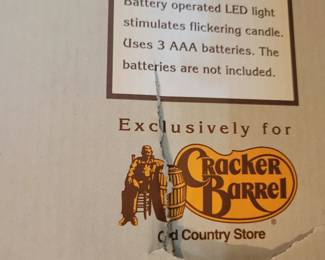 Battery operated LED light
stimulates flickering candle.
Uses 3 AAA batteries. The
batteries are not included.
Exclusively for
Cracker
Barrel
®
Old Country Store